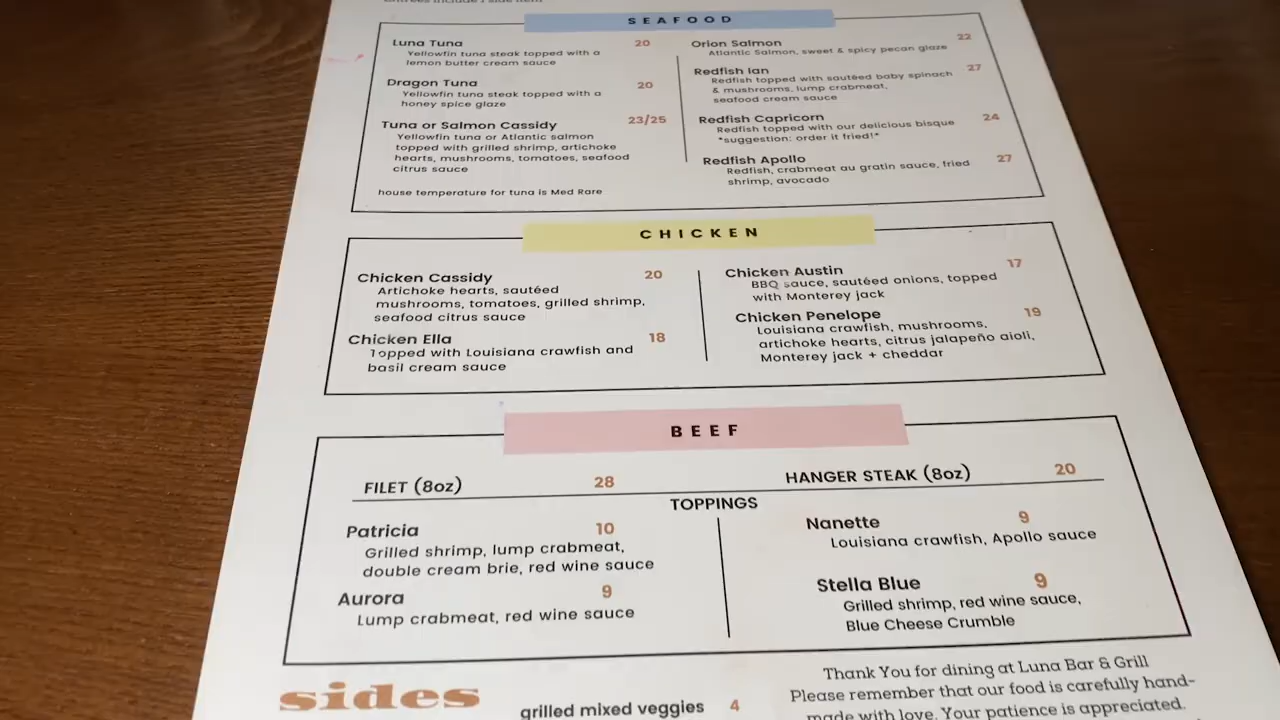 Entrees include 1 side item
SEAFOOD
Luna Tuna 20
Yellowfin tuna steak topped with a
lemon butter cream sauce
Dragon Tuna 20
Yellowfin tuna steak topped with a
honey spice glaze
Tuna or Salmon Cassidy 23/25
Yellowfin tuna or Atlantic salmon
topped with grilled shrimp, artichoke
hearts, mushrooms, tomatoes, seafood
citrus sauce
house temperature for tuna is Med Rare
Orion Salmon 22
Atlantic Salmon, sweet & spicy pecan glaze
Redfish Ian 27
Redfish topped with sautéed baby spinach
& mushrooms, lump crabmeat,
seafood cream sauce
Redfish Capricorn 24
Redfish topped with our delicious bisque
*suggestion: order it fried!*
Redfish Apollo 27
Redfish, crabmeat au gratin sauce, fried
shrimp, avocado
CHICKEN
Chicken Cassidy 20
Artichoke hearts, sautéed
mushrooms, tomatoes, grilled shrimp,
seafood citrus sauce
Chicken Ella 18
Topped with Louisiana crawfish and
basil cream sauce
Chicken Austin 17
BBQ sauce, sautéed onions, topped
with Monterey jack
Chicken Penelope 19
Louisiana crawfish, mushrooms,
artichoke hearts, citrus jalapeño aioli,
Monterey jack + cheddar
BEEF
FILET (8oz) 28
HANGER STEAK (8oz) 20
TOPPINGS
Patricia 10
Grilled shrimp, lump crabmeat,
double cream brie, red wine sauce
Aurora 9
Lump crabmeat, red wine sauce
Nanette 9
Louisiana crawfish, Apollo sauce
Stella Blue 9
Grilled shrimp, red wine sauce,
Blue Cheese Crumble
sides
grilled mixed veggies 4
Thank You for dining at Luna Bar & Grill
Please remember that our food is carefully hand-
made with love. Your patience is appreciated.